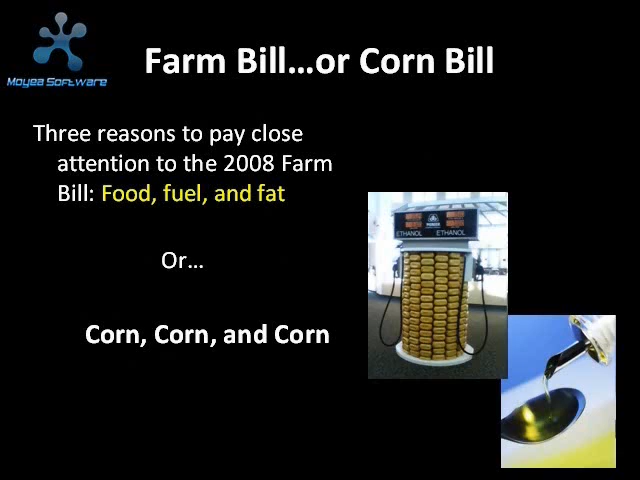 Moyea Software
Farm Bill…or Corn Bill
Three reasons to pay close
attention to the 2008 Farm
Bill: Food, fuel, and fat
Or…
Corn, Corn, and Corn
ETHANOL ETHANOL